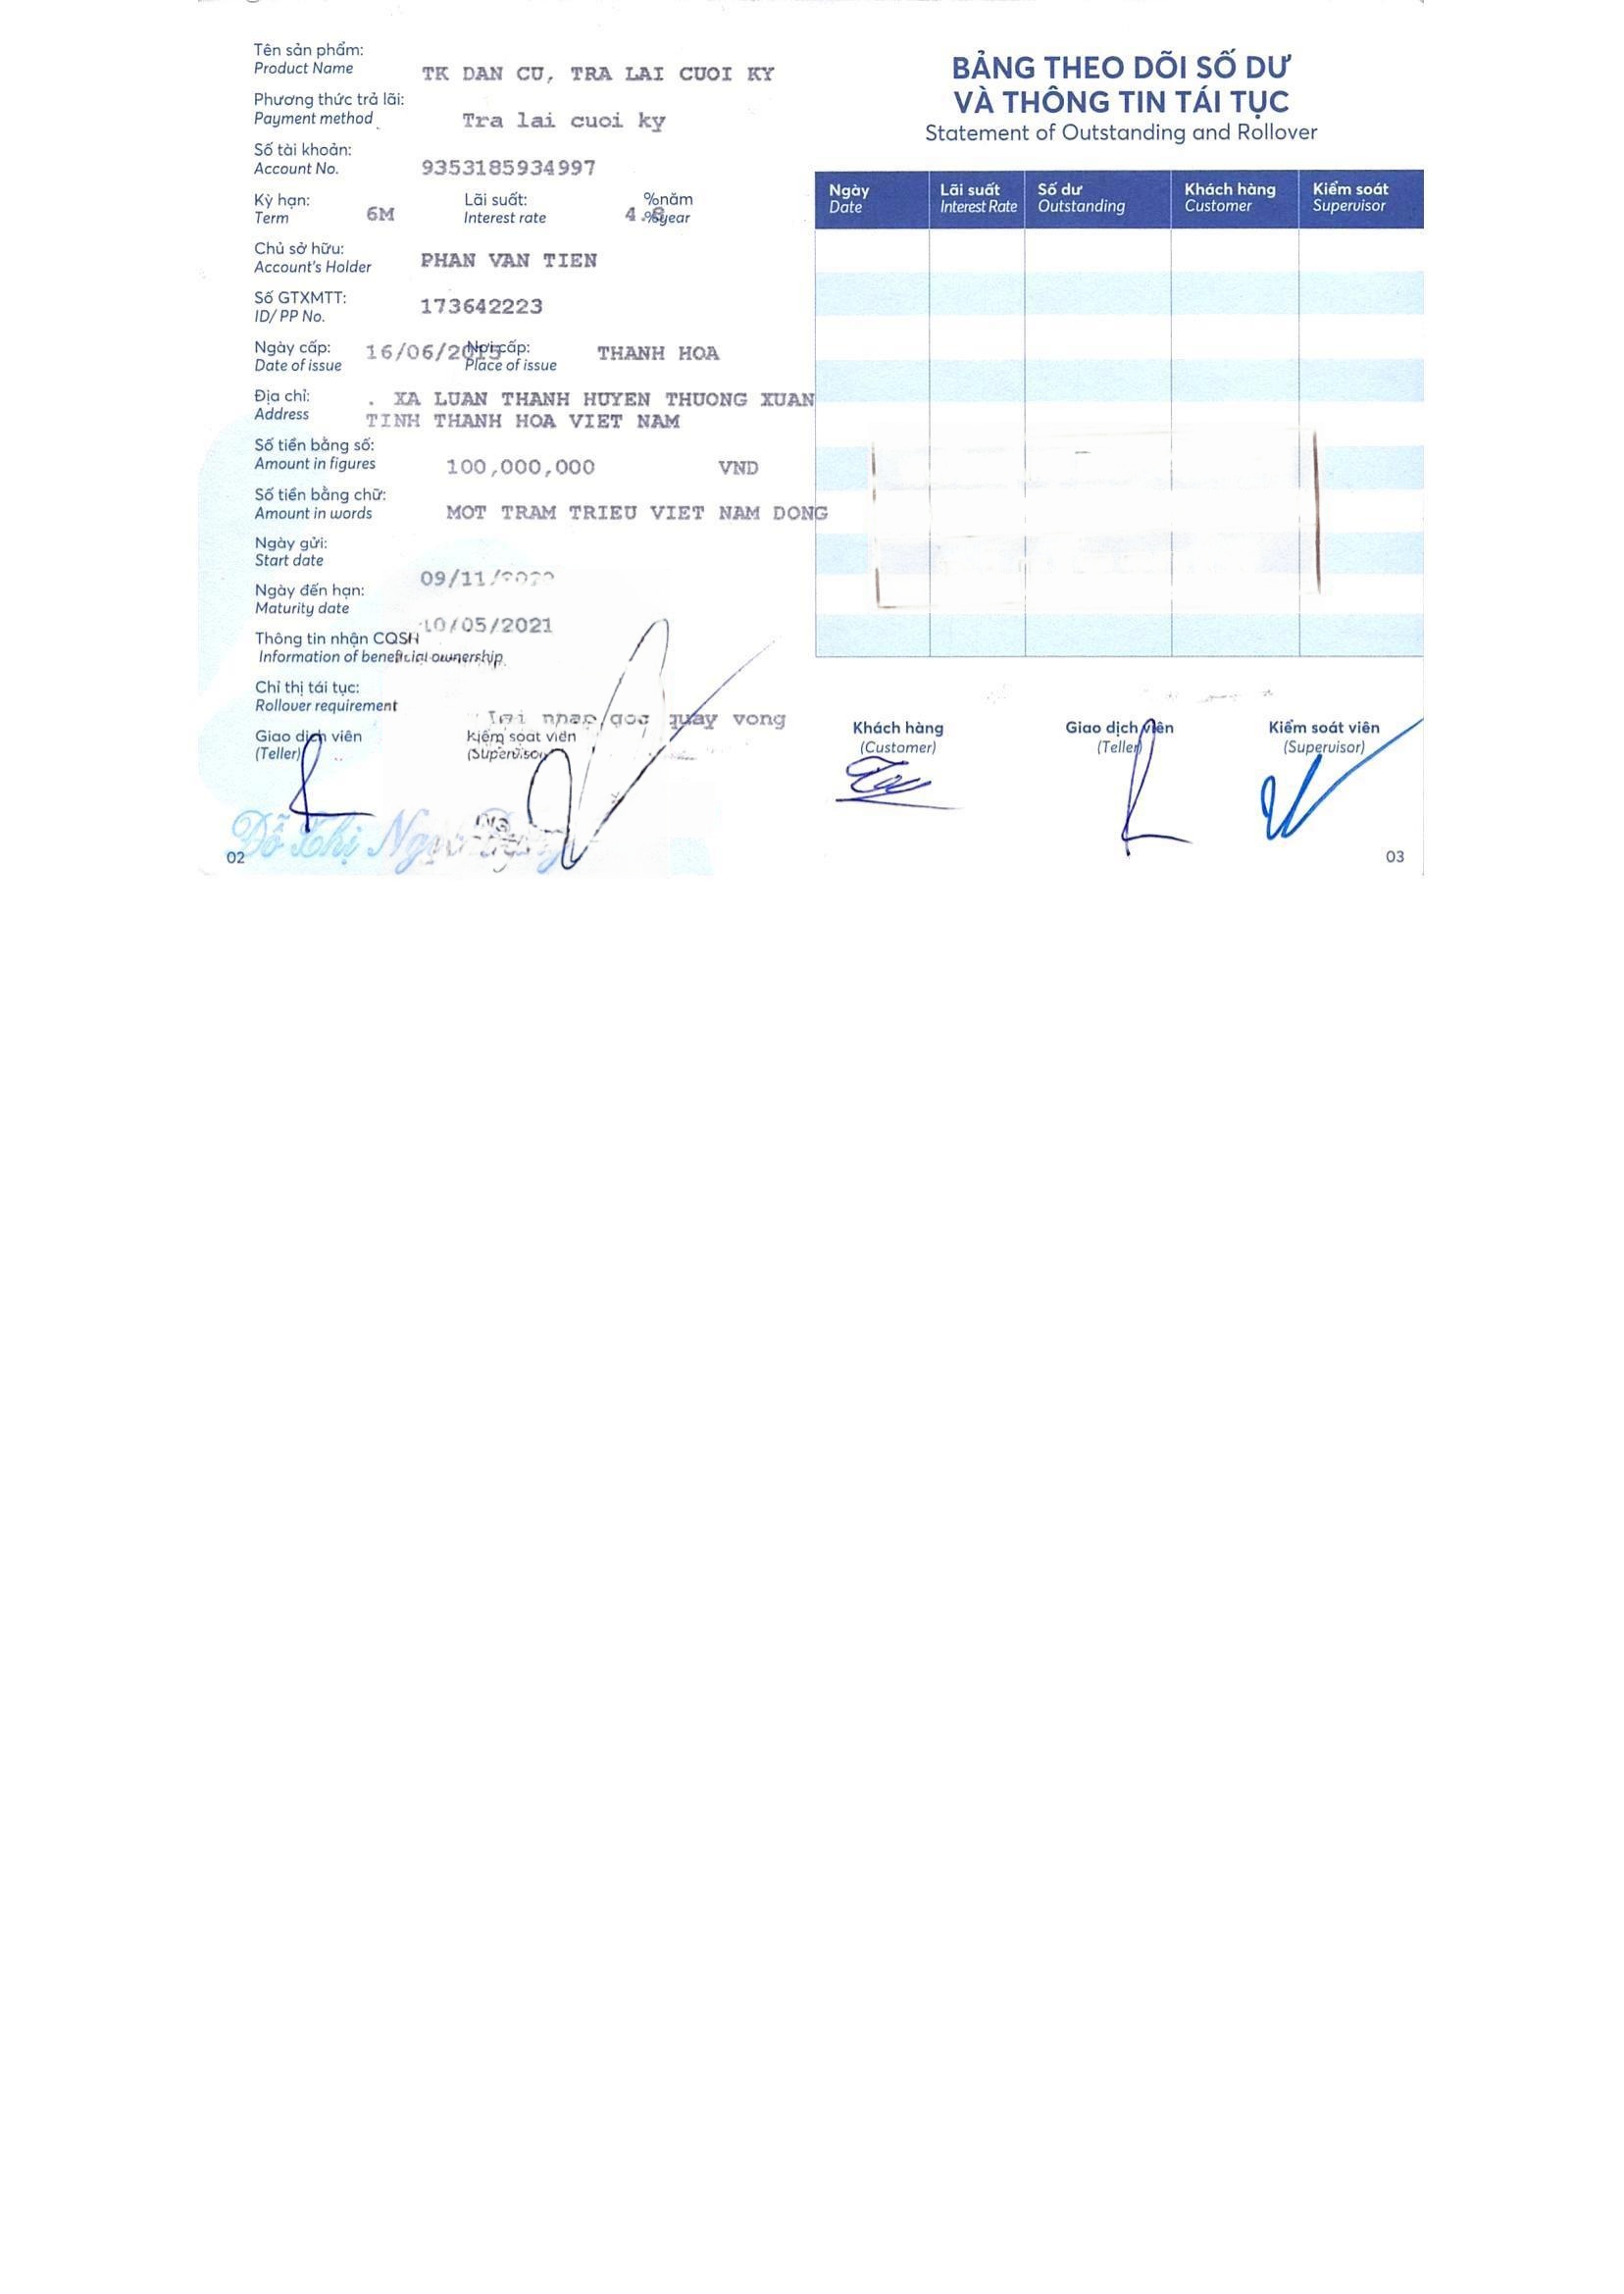 Tên sản phẩm:
Product Name
TK DAN CU, TRA LAI CUOI KY
Phương thức trả lãi:
Payment method
Tra lai cuoi ky
Số tài khoản:
Account No.
9353185934997
Kỳ hạn:
Term
6M
Lãi suất:
Interest rate
%năm
%year
Chủ sở hữu:
Account's Holder
PHAN VAN TIEN
Số GTXMTT:
ID/ PP No.
173642223
Ngày cấp:
Date of issue
16/06/2015
Nơi cấp:
Place of issue
THANH HOA
Địa chỉ:
Address
. XA LUAN THANH HUYEN THUONG XUAN
TINH THANH HOA VIET NAM
Số tiền bằng số:
Amount in figures
100,000,000 VND
Số tiền bằng chữ:
Amount in words
MOT TRAM TRIEU VIET NAM DONG
Ngày gửi:
Start date
Ngày đến hạn:
Maturity date
10/05/2021
Thông tin nhận CQSH
Information of beneficial ownership
Chỉ thị tái tục:
Rollover requirement
Lai nhap goc quay vong
Giao dịch viên
(Teller)
Kiểm soát viên
(Supervisor)
Đỗ Thị
02
BẢNG THEO DÕI SỐ DƯ
VÀ THÔNG TIN TÁI TỤC
Statement of Outstanding and Rollover
Ngày
Date
Lãi suất
Interest Rate
Số dư
Outstanding
Khách hàng
Customer
Kiểm soát
Supervisor
Khách hàng
(Customer)
Giao dịch viên
(Teller)
Kiểm soát viên
(Supervisor)
03